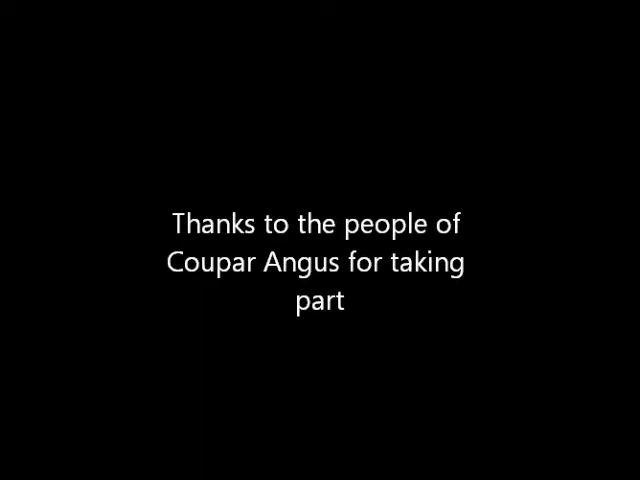 Thanks to the people of
Coupar Angus for taking
part